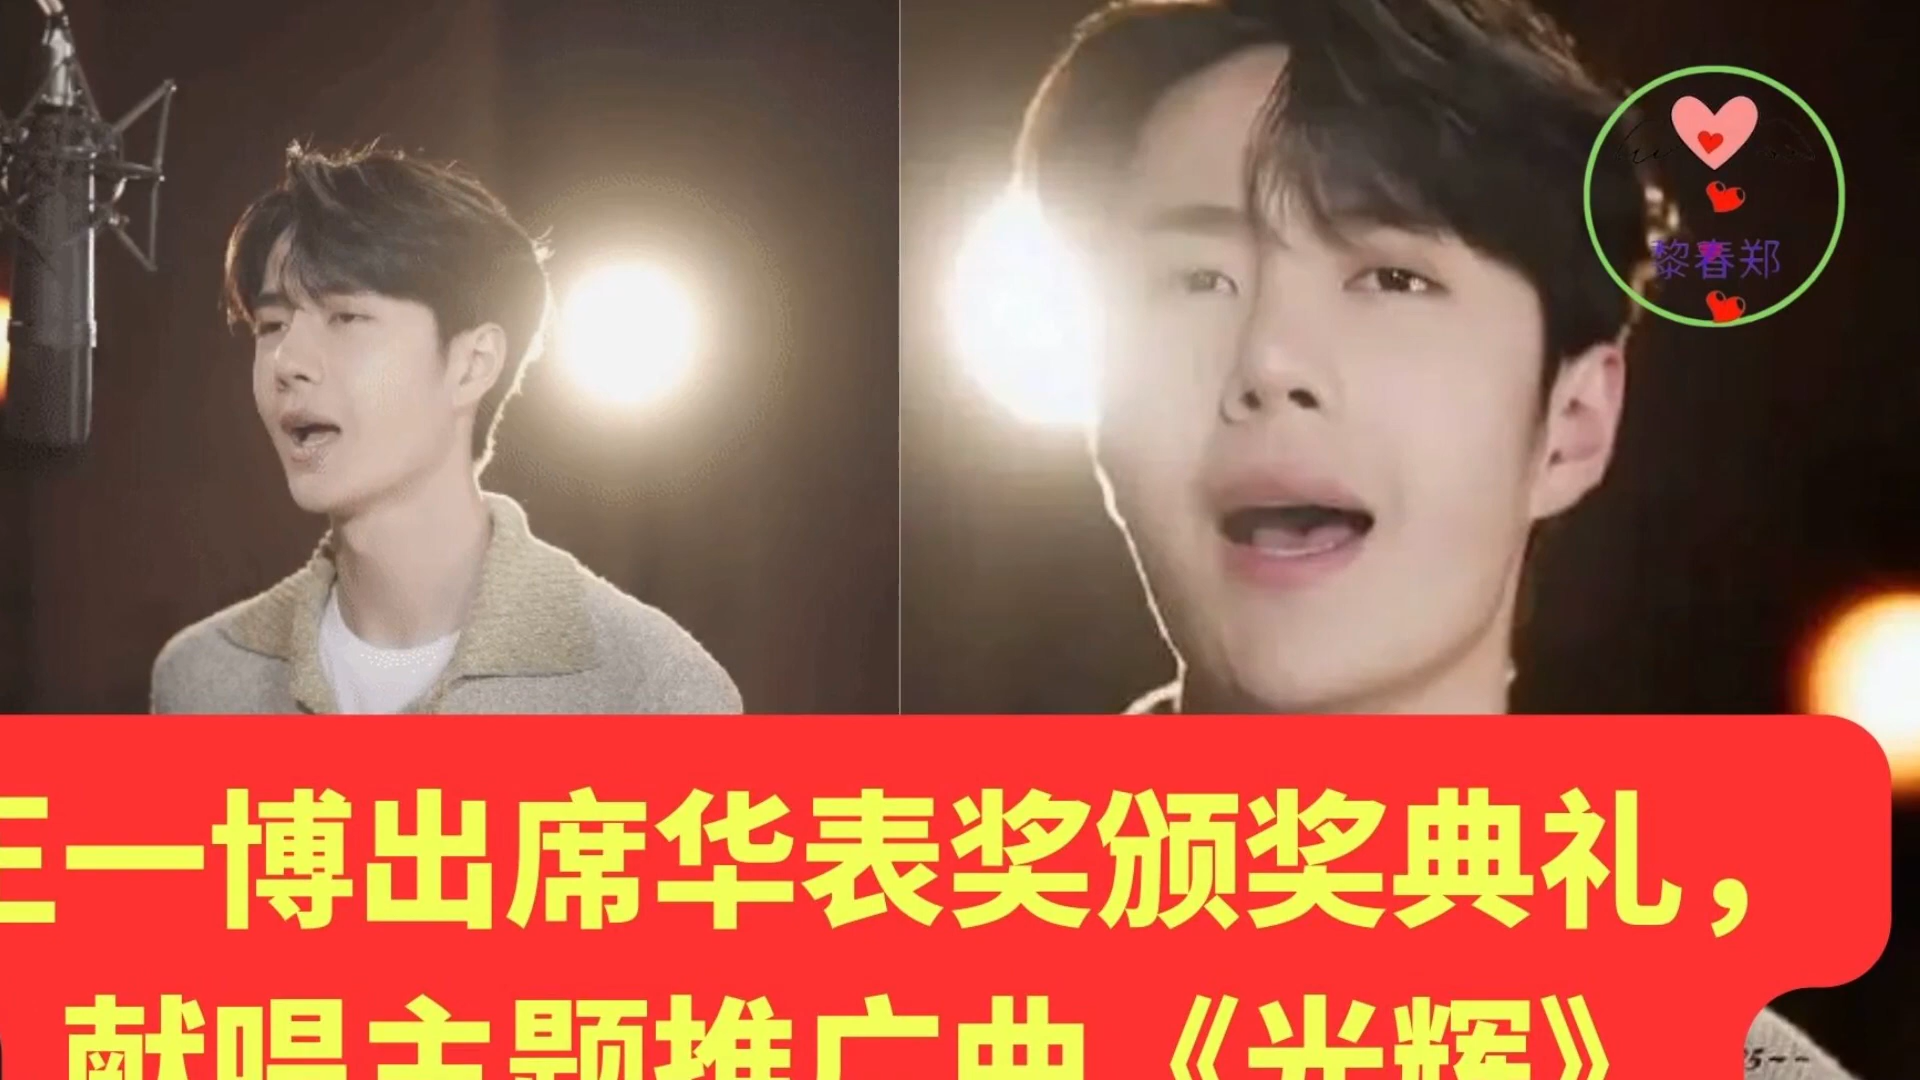 黎春郑
王一博出席华表奖颁奖典礼，
献唱主题推广曲《光辉》